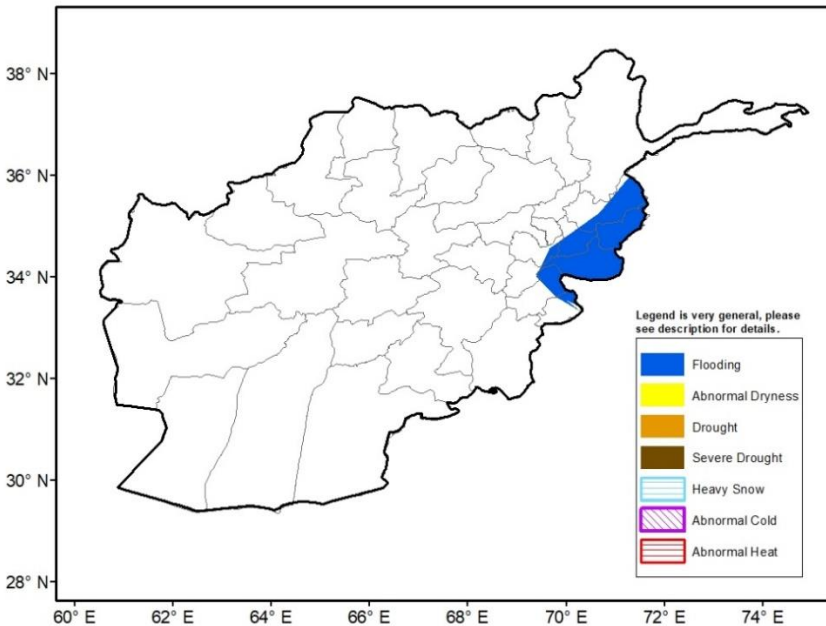 38° N
36° N
34° N
32° N
30° N
28° N
Legend is very general, please
see description for details.
Flooding
Abnormal Dryness
Drought
Severe Drought
Heavy Snow
Abnormal Cold
Abnormal Heat
60° E 62° E 64° E 66° E 68° E 70° E 72° E 74° E